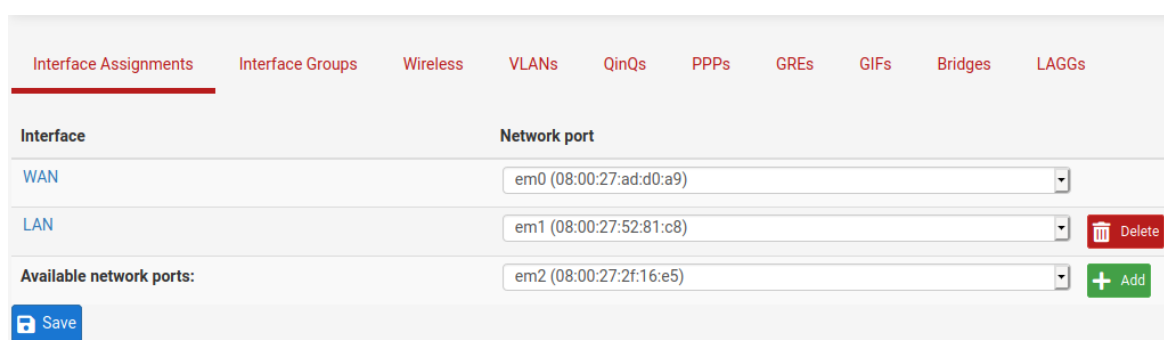 Interface Assignments Interface Groups Wireless VLANs QinQs PPPs GREs GIFs Bridges LAGGs
Interface Network port
WAN em0 (08:00:27:ad:d0:a9)
LAN em1 (08:00:27:52:81:c8) Delete
Available network ports: em2 (08:00:27:2f:16:e5) Add
Save